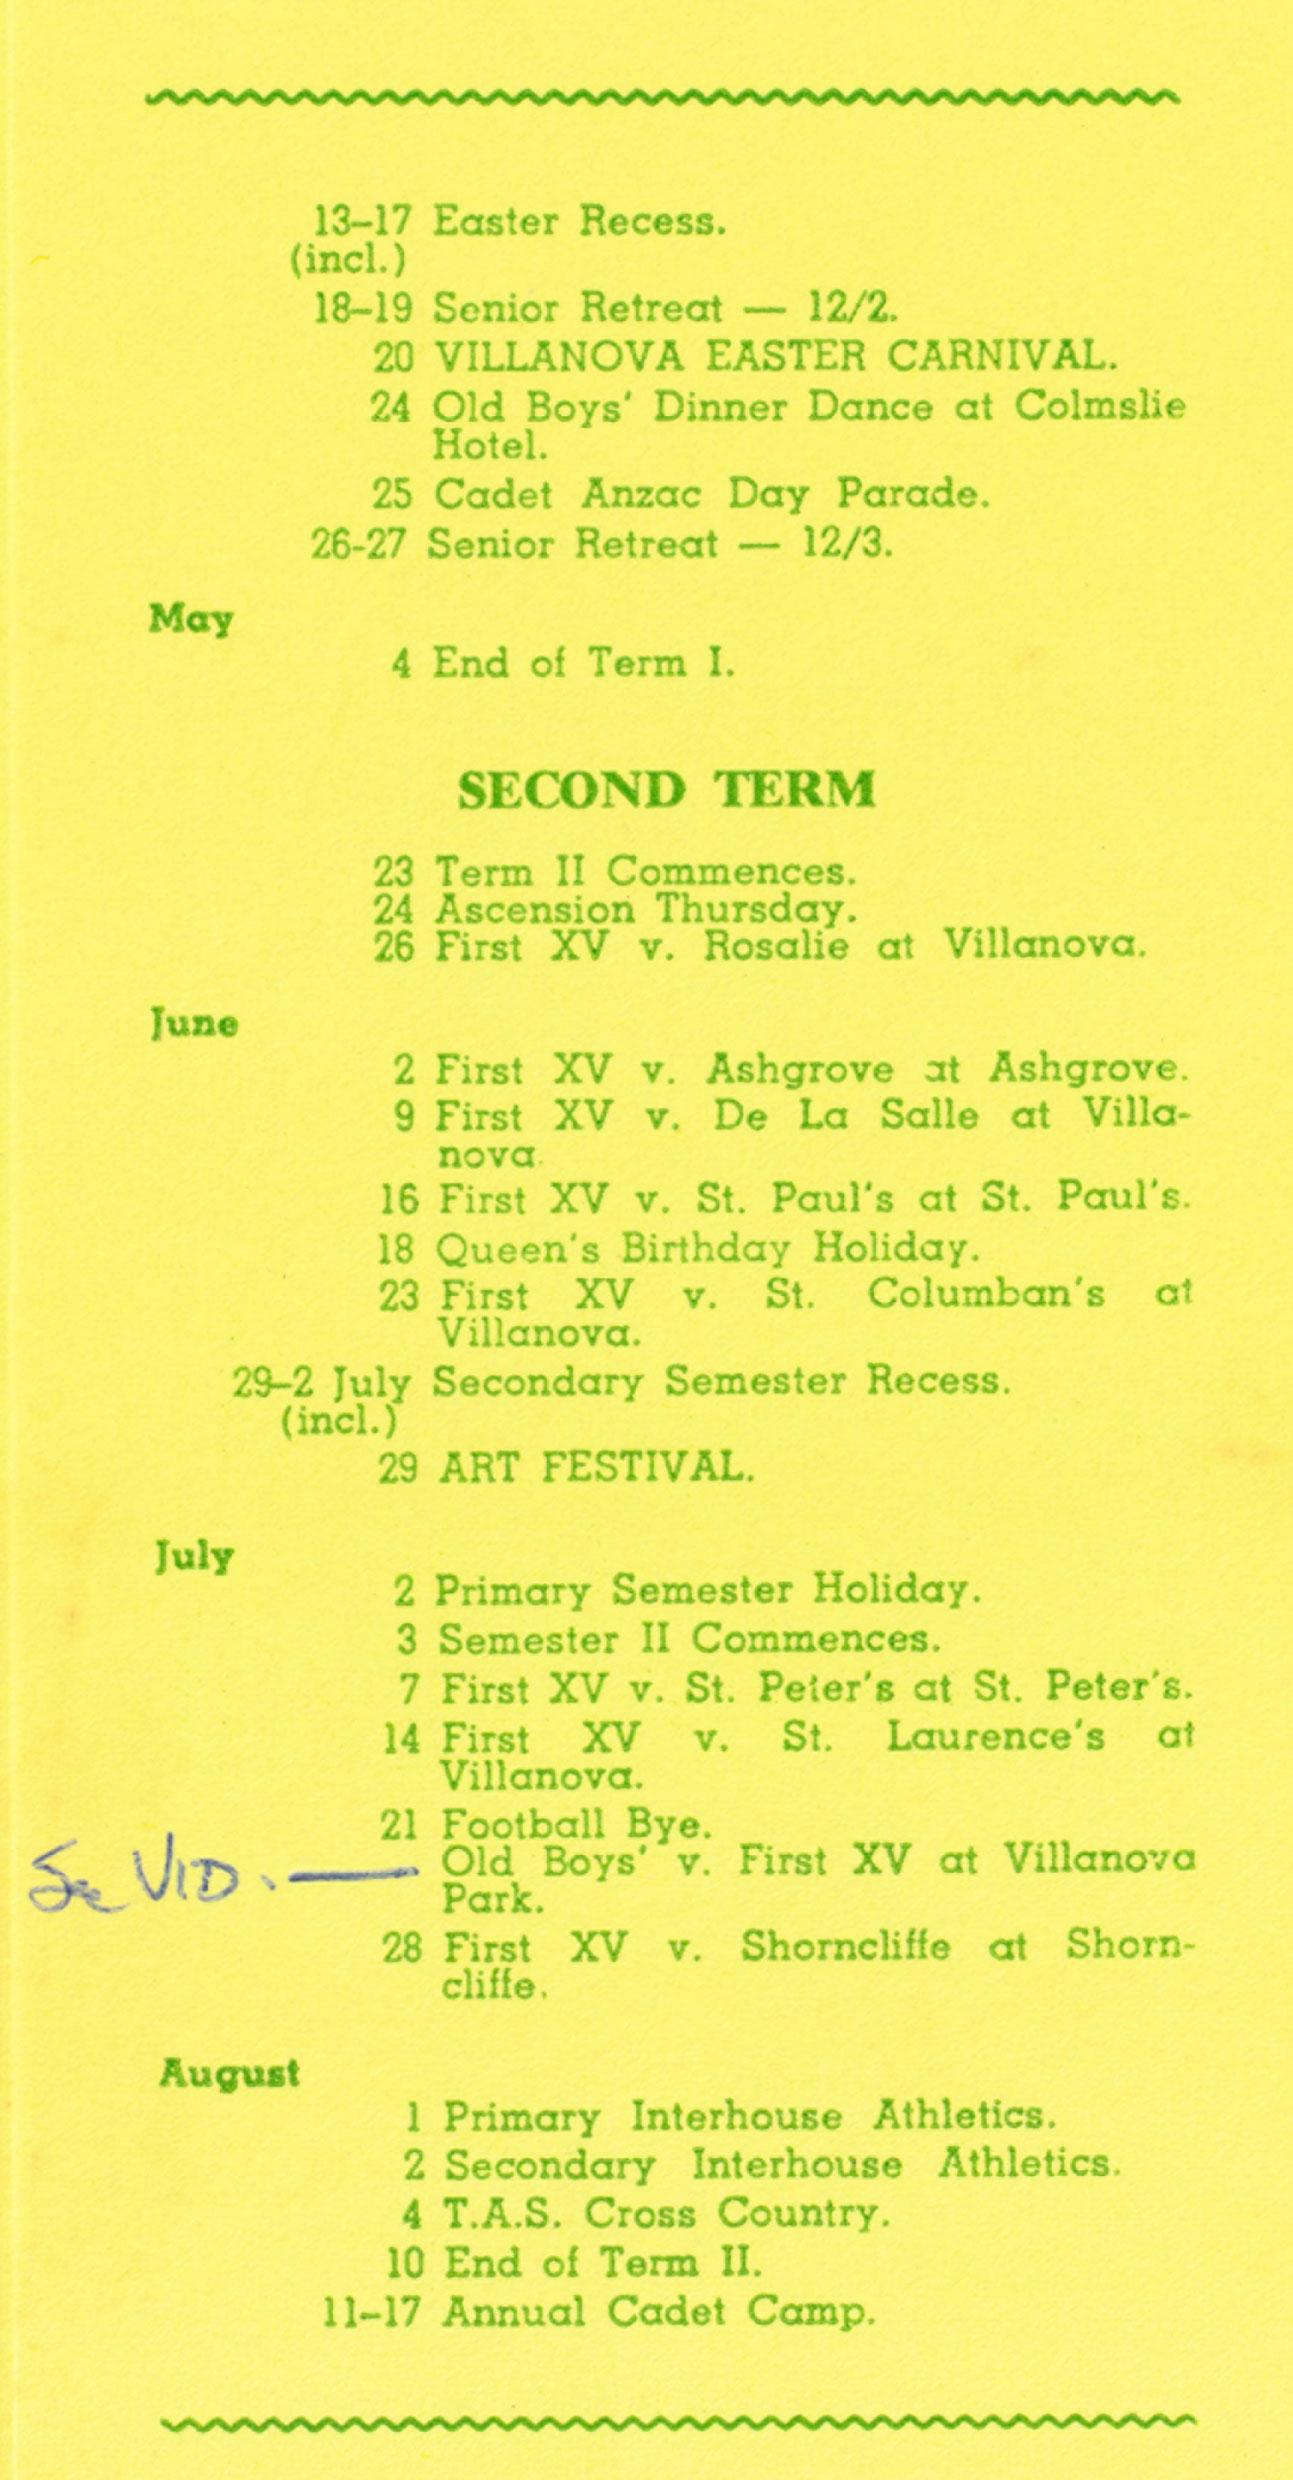 13–17 Easter Recess.
(incl.)
18–19 Senior Retreat — 12/2.
20 VILLANOVA EASTER CARNIVAL.
24 Old Boys' Dinner Dance at Colmslie
Hotel.
25 Cadet Anzac Day Parade.
26-27 Senior Retreat — 12/3.
May
4 End of Term I.
SECOND TERM
23 Term II Commences.
24 Ascension Thursday.
26 First XV v. Rosalie at Villanova.
June
2 First XV v. Ashgrove at Ashgrove.
9 First XV v. De La Salle at Villa-
nova.
16 First XV v. St. Paul's at St. Paul's.
18 Queen's Birthday Holiday.
23 First XV v. St. Columban's at
Villanova.
29–2 July Secondary Semester Recess.
(incl.)
29 ART FESTIVAL.
July
2 Primary Semester Holiday.
3 Semester II Commences.
7 First XV v. St. Peter's at St. Peter's.
14 First XV v. St. Laurence's at
Villanova.
21 Football Bye.
VID. — Old Boys' v. First XV at Villanova
Park.
28 First XV v. Shorncliffe at Shorn-
cliffe.
August
1 Primary Interhouse Athletics.
2 Secondary Interhouse Athletics.
4 T.A.S. Cross Country.
10 End of Term II.
11–17 Annual Cadet Camp.